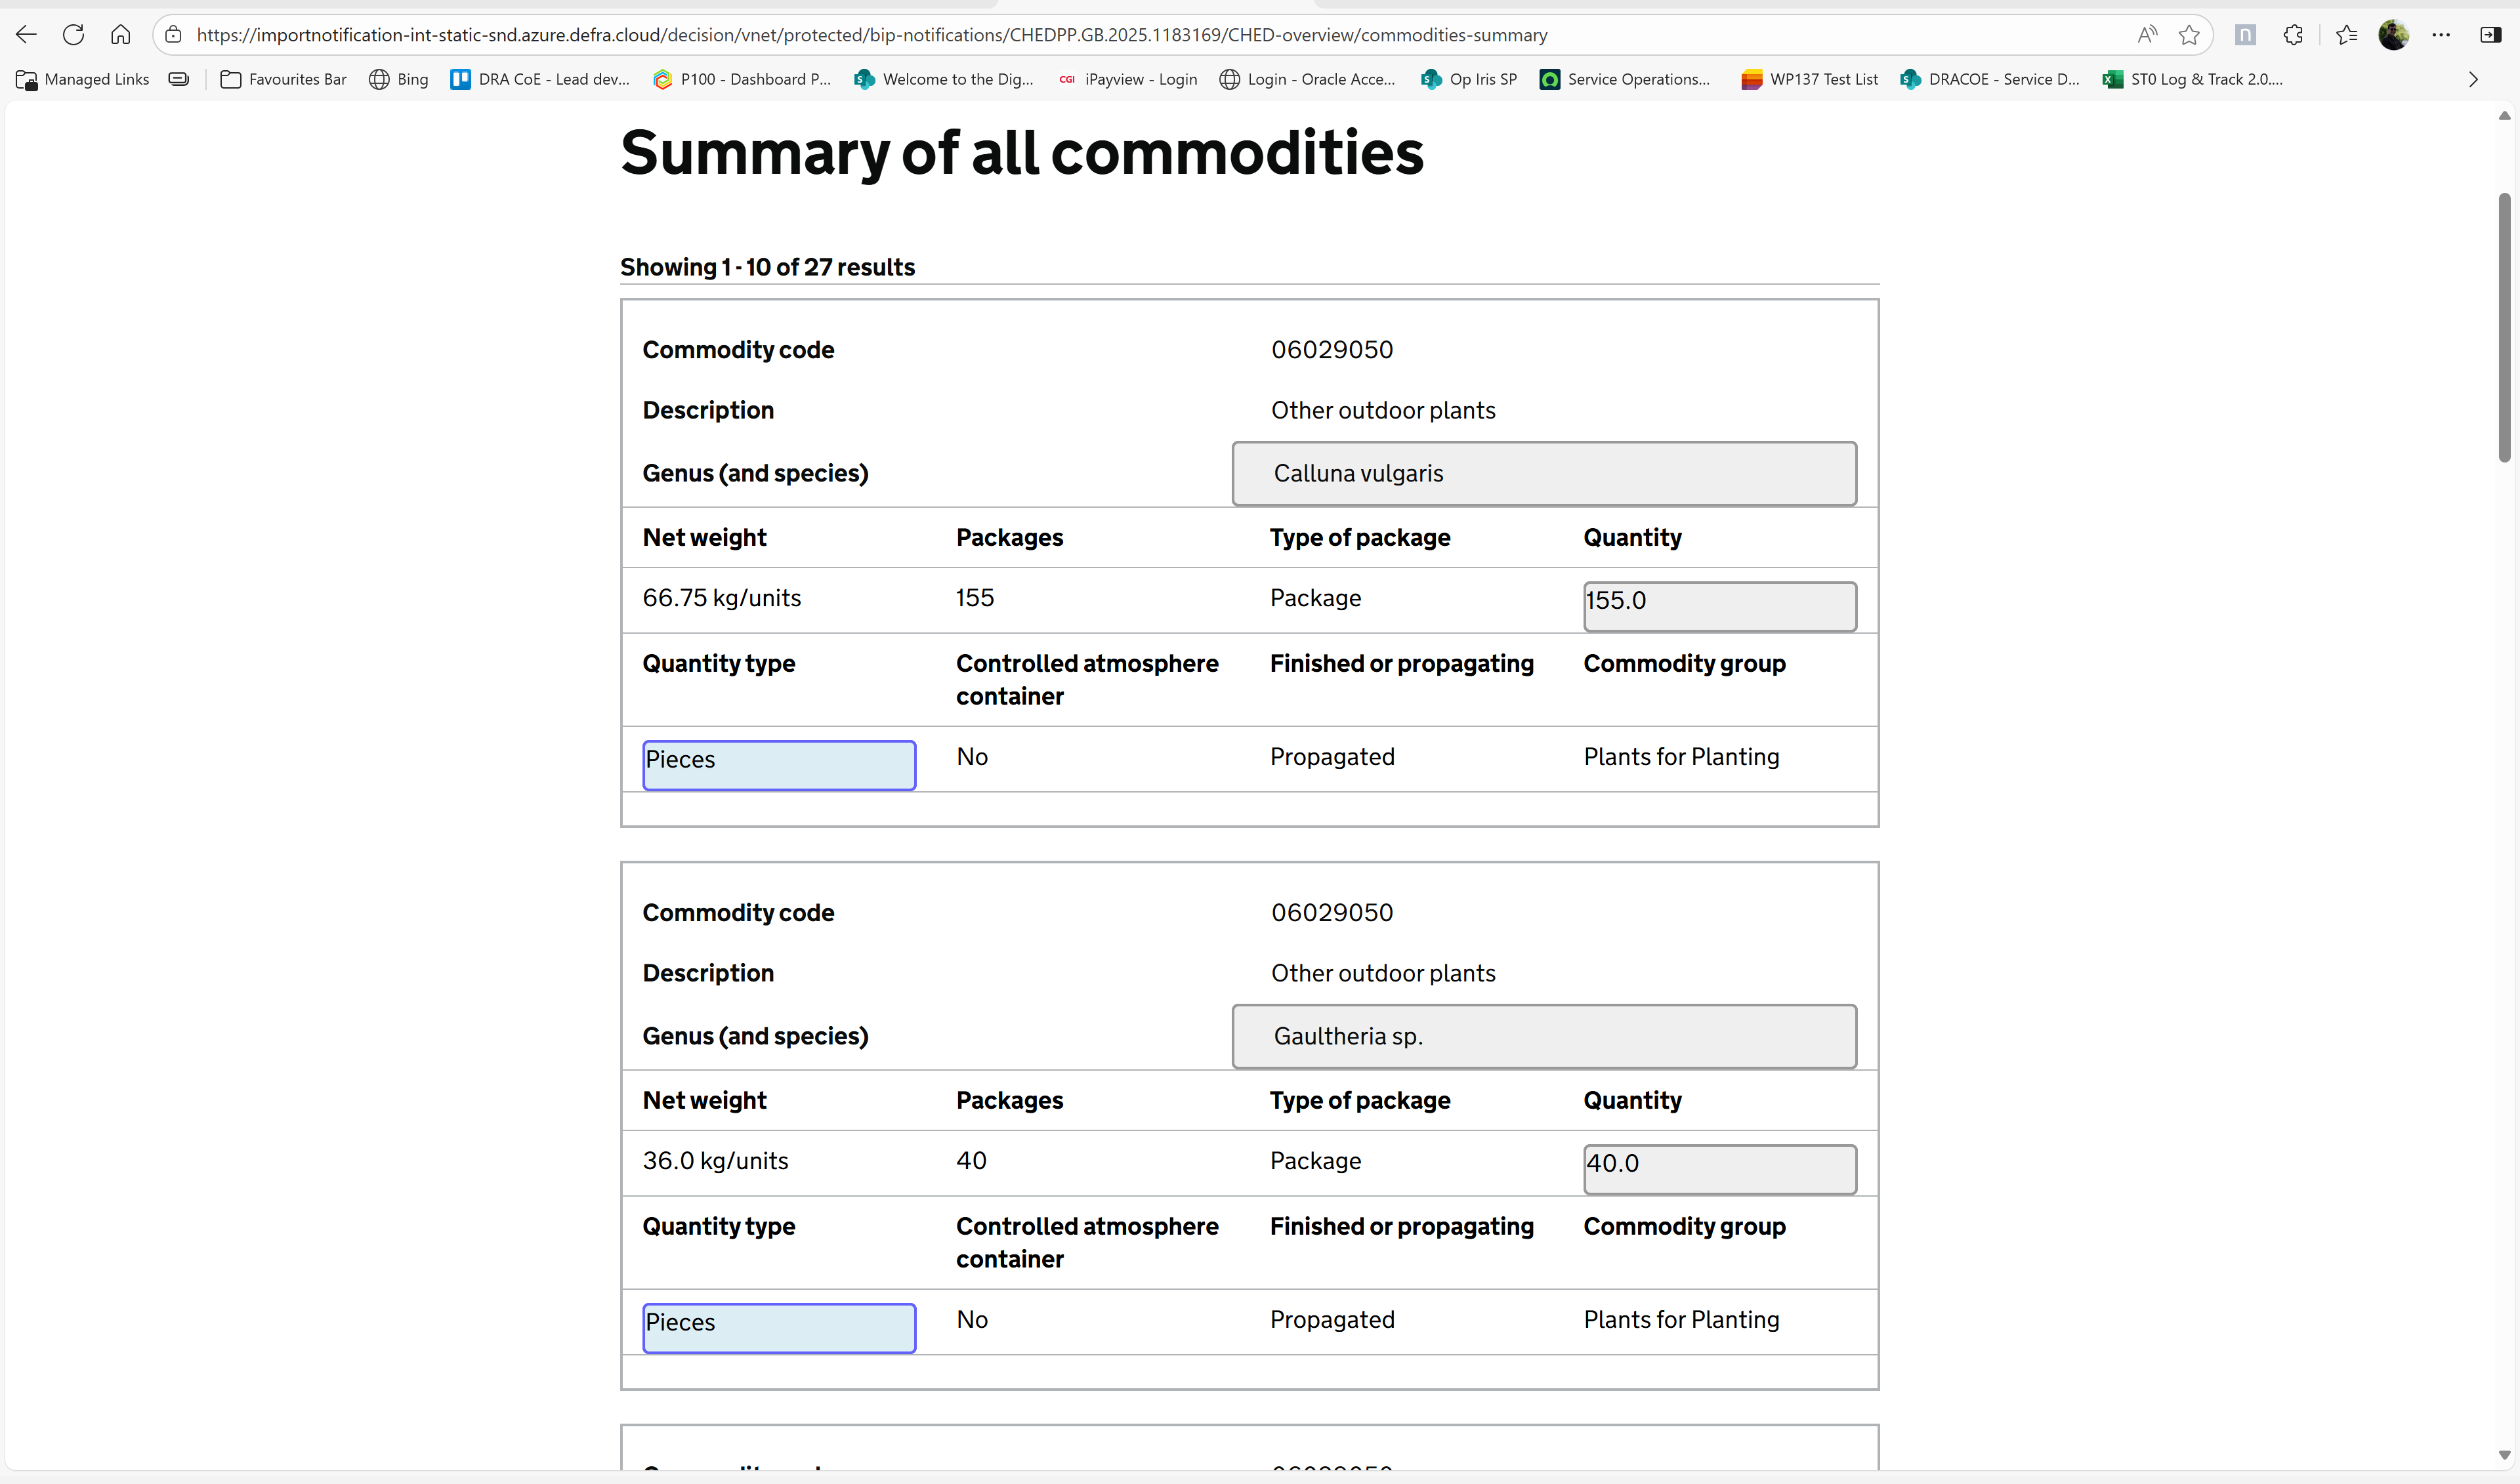 https://importnotification-int-static-snd.azure.defra.cloud/decision/vnet/protected/bip-notifications/CHEDPP.GB.2025.1183169/CHED-overview/commodities-summary
Managed Links Favourites Bar Bing DRA CoE - Lead dev... P100 - Dashboard P... Welcome to the Dig... CGI iPayview - Login Login - Oracle Acce... Op Iris SP Service Operations... WP137 Test List DRACOE - Service D... ST0 Log & Track 2.0....
Summary of all commodities
Showing 1 - 10 of 27 results
Commodity code 06029050
Description Other outdoor plants
Genus (and species) Calluna vulgaris
Net weight Packages Type of package Quantity
66.75 kg/units 155 Package 155.0
Quantity type Controlled atmosphere container Finished or propagating Commodity group
Pieces No Propagated Plants for Planting
Commodity code 06029050
Description Other outdoor plants
Genus (and species) Gaultheria sp.
Net weight Packages Type of package Quantity
36.0 kg/units 40 Package 40.0
Quantity type Controlled atmosphere container Finished or propagating Commodity group
Pieces No Propagated Plants for Planting